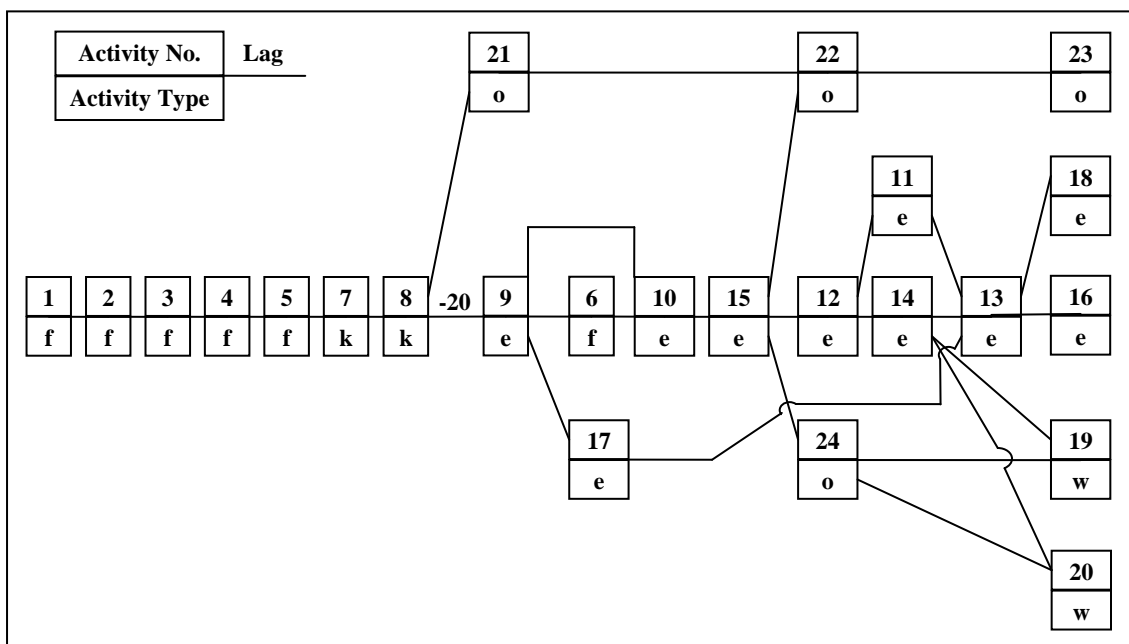 Activity No. Lag
Activity Type
21 22 23
o o o
11 18
e e
1 2 3 4 5 7 8 -20 9 6 10 15 12 14 13 16
f f f f f k k e f e e e e e e
17 24 19
e o w
20
w